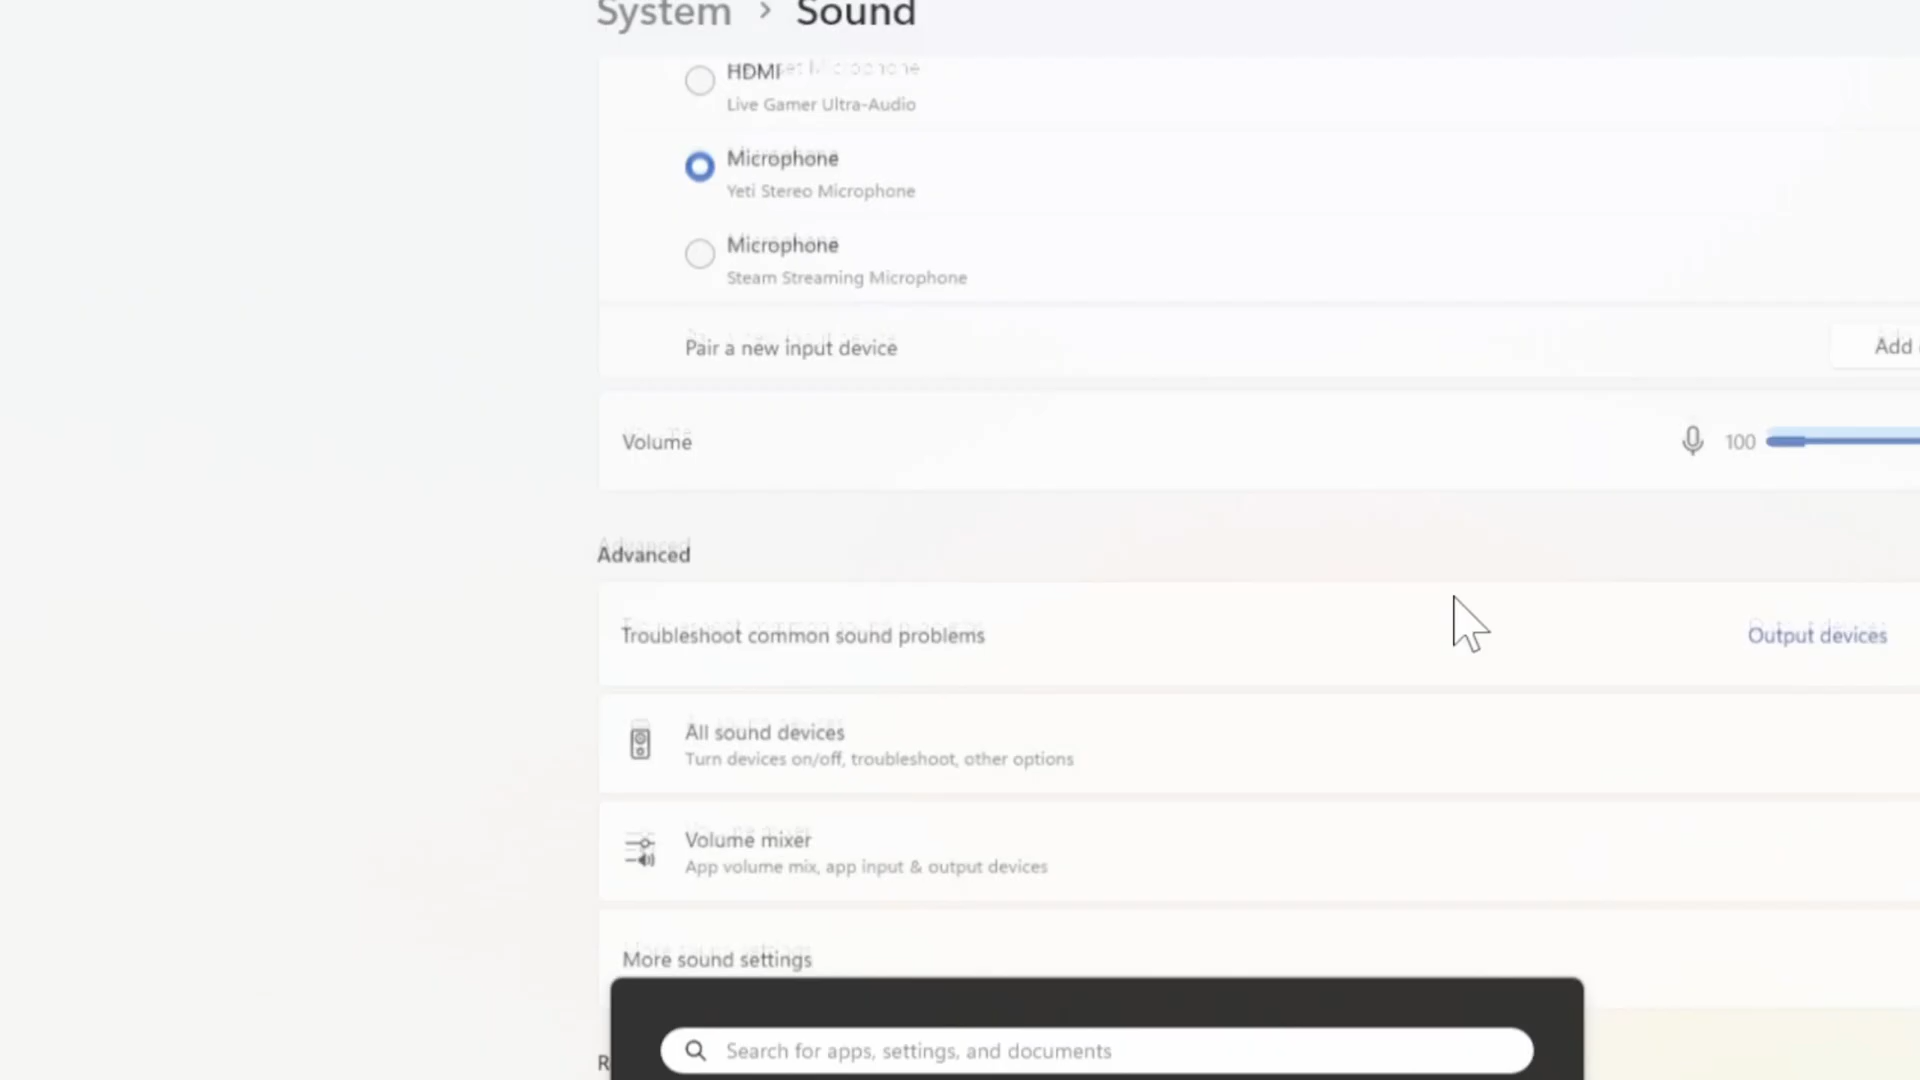 System > Sound
HDMI
Live Gamer Ultra-Audio
Microphone
Yeti Stereo Microphone
Microphone
Steam Streaming Microphone
Pair a new input device
Add
Volume
100
Advanced
Troubleshoot common sound problems
Output devices
All sound devices
Turn devices on/off, troubleshoot, other options
Volume mixer
App volume mix, app input & output devices
More sound settings
R
Search for apps, settings, and documents